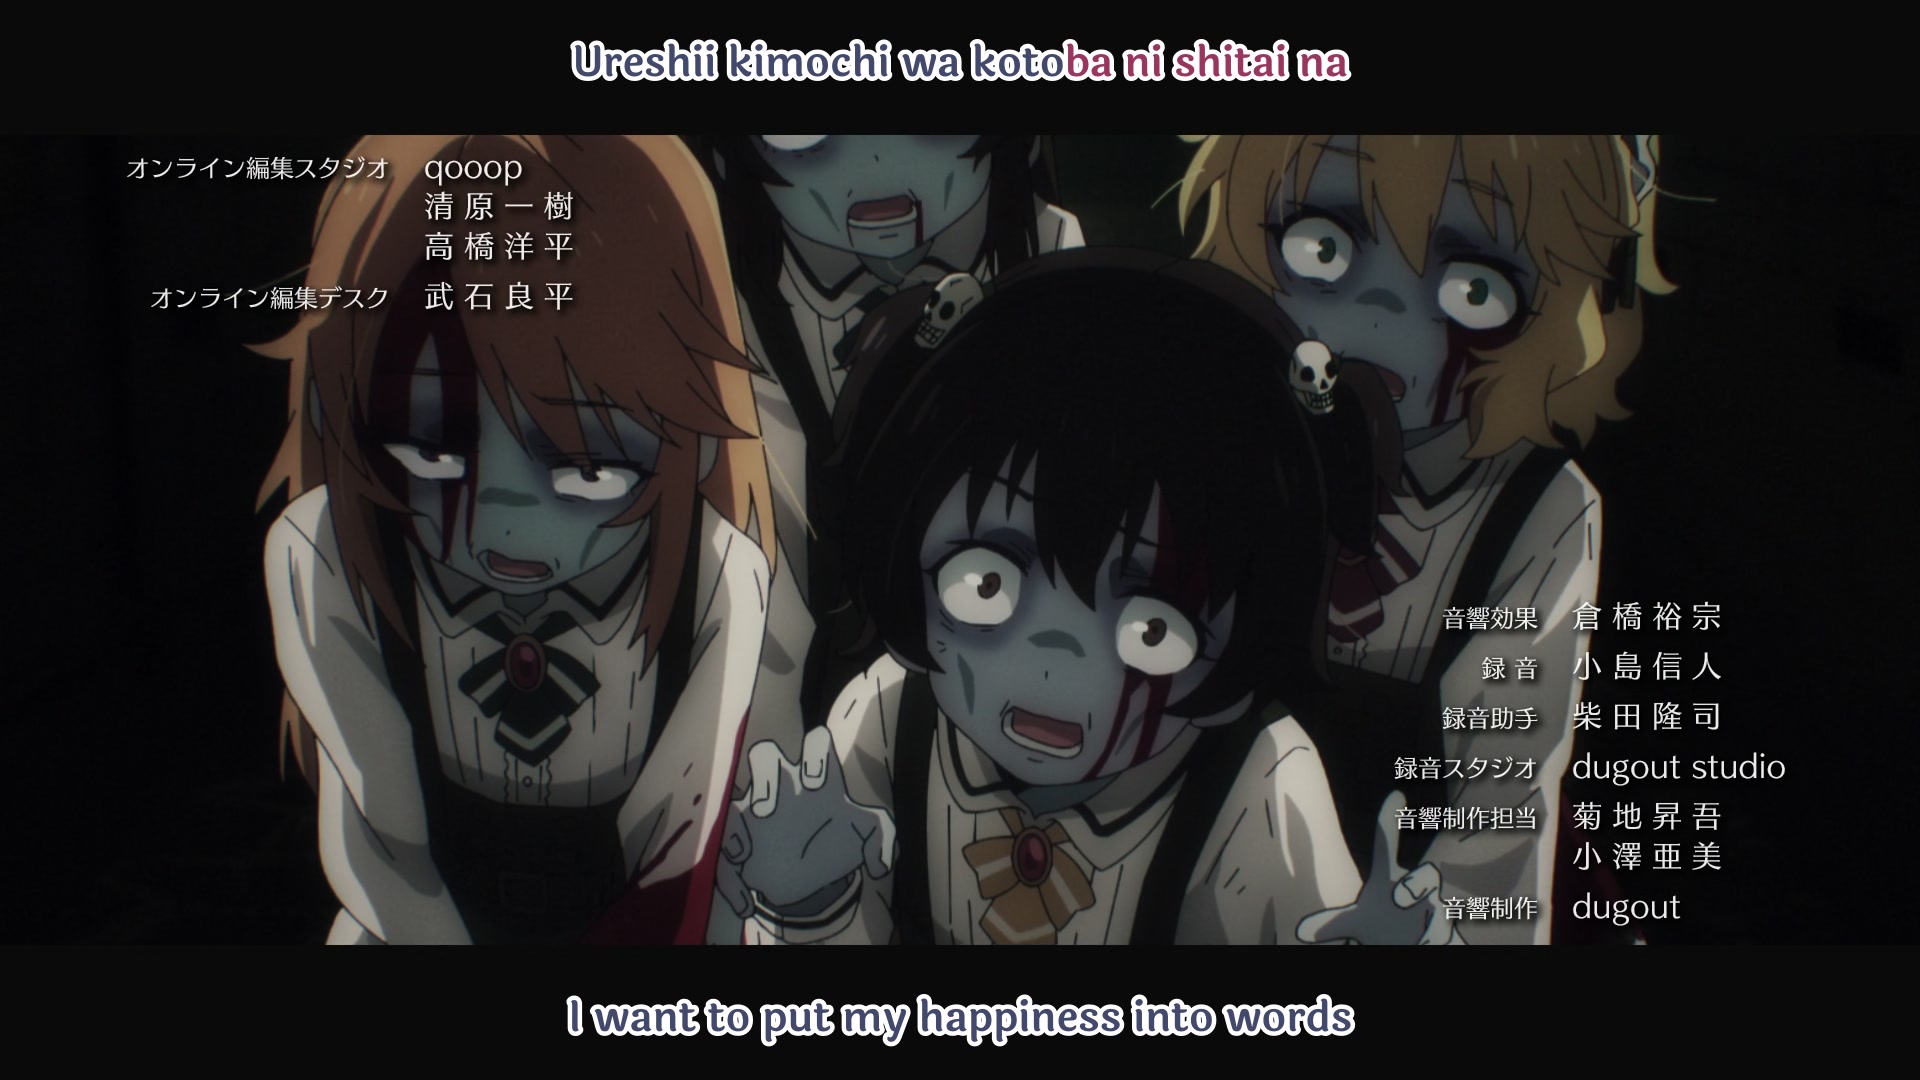 Ureshii kimochi wa kotoba ni shitai na
オンライン編集スタジオ qooop
清原一樹
高橋洋平
オンライン編集デスク 武石良平
音響効果 倉橋裕宗
録音 小島信人
録音助手 柴田隆司
録音スタジオ dugout studio
音響制作担当 菊地昇吾
小澤亜美
音響制作 dugout
I want to put my happiness into words